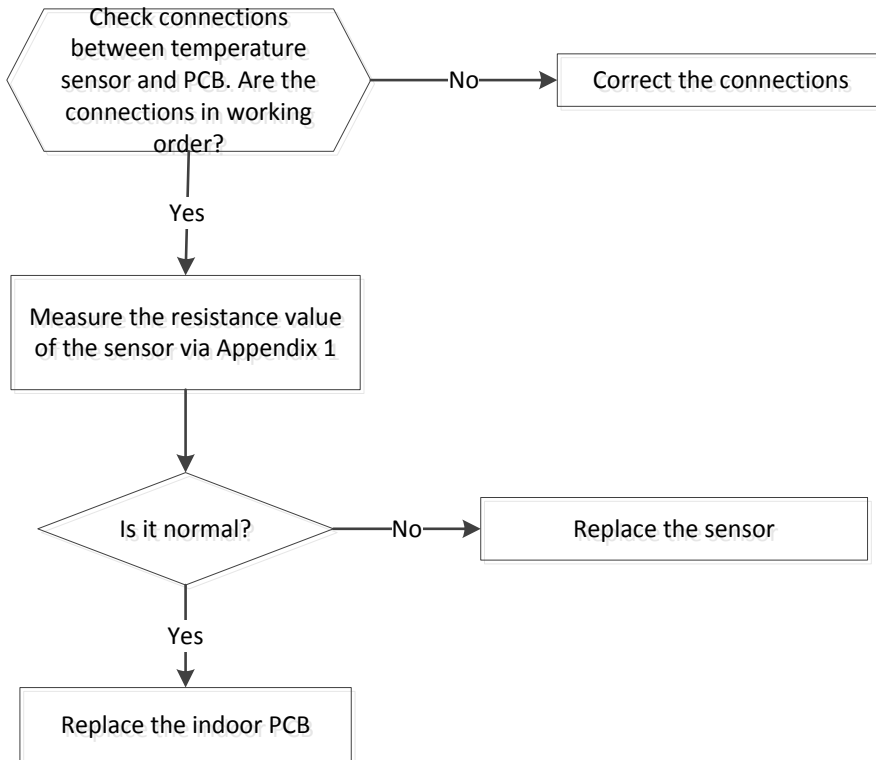 Check connections
between temperature
sensor and PCB. Are the
connections in working
order?
No
Correct the connections
Yes
Measure the resistance value
of the sensor via Appendix 1
Is it normal?
No
Replace the sensor
Yes
Replace the indoor PCB